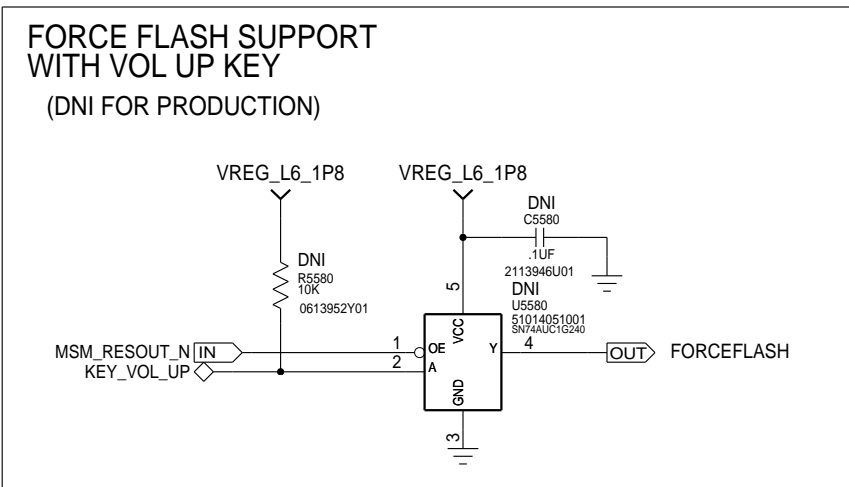 FORCE FLASH SUPPORT
WITH VOL UP KEY
(DNI FOR PRODUCTION)
VREG_L6_1P8
VREG_L6_1P8
DNI
C5580
.1UF
2113946U01
DNI
R5580
10K
0613952Y01
DNI
U5580
51014051001
SN74AUC1G240
5
VCC
MSM_RESOUT_N IN
1
OE
Y
4
OUT FORCEFLASH
KEY_VOL_UP
2
A
GND
3